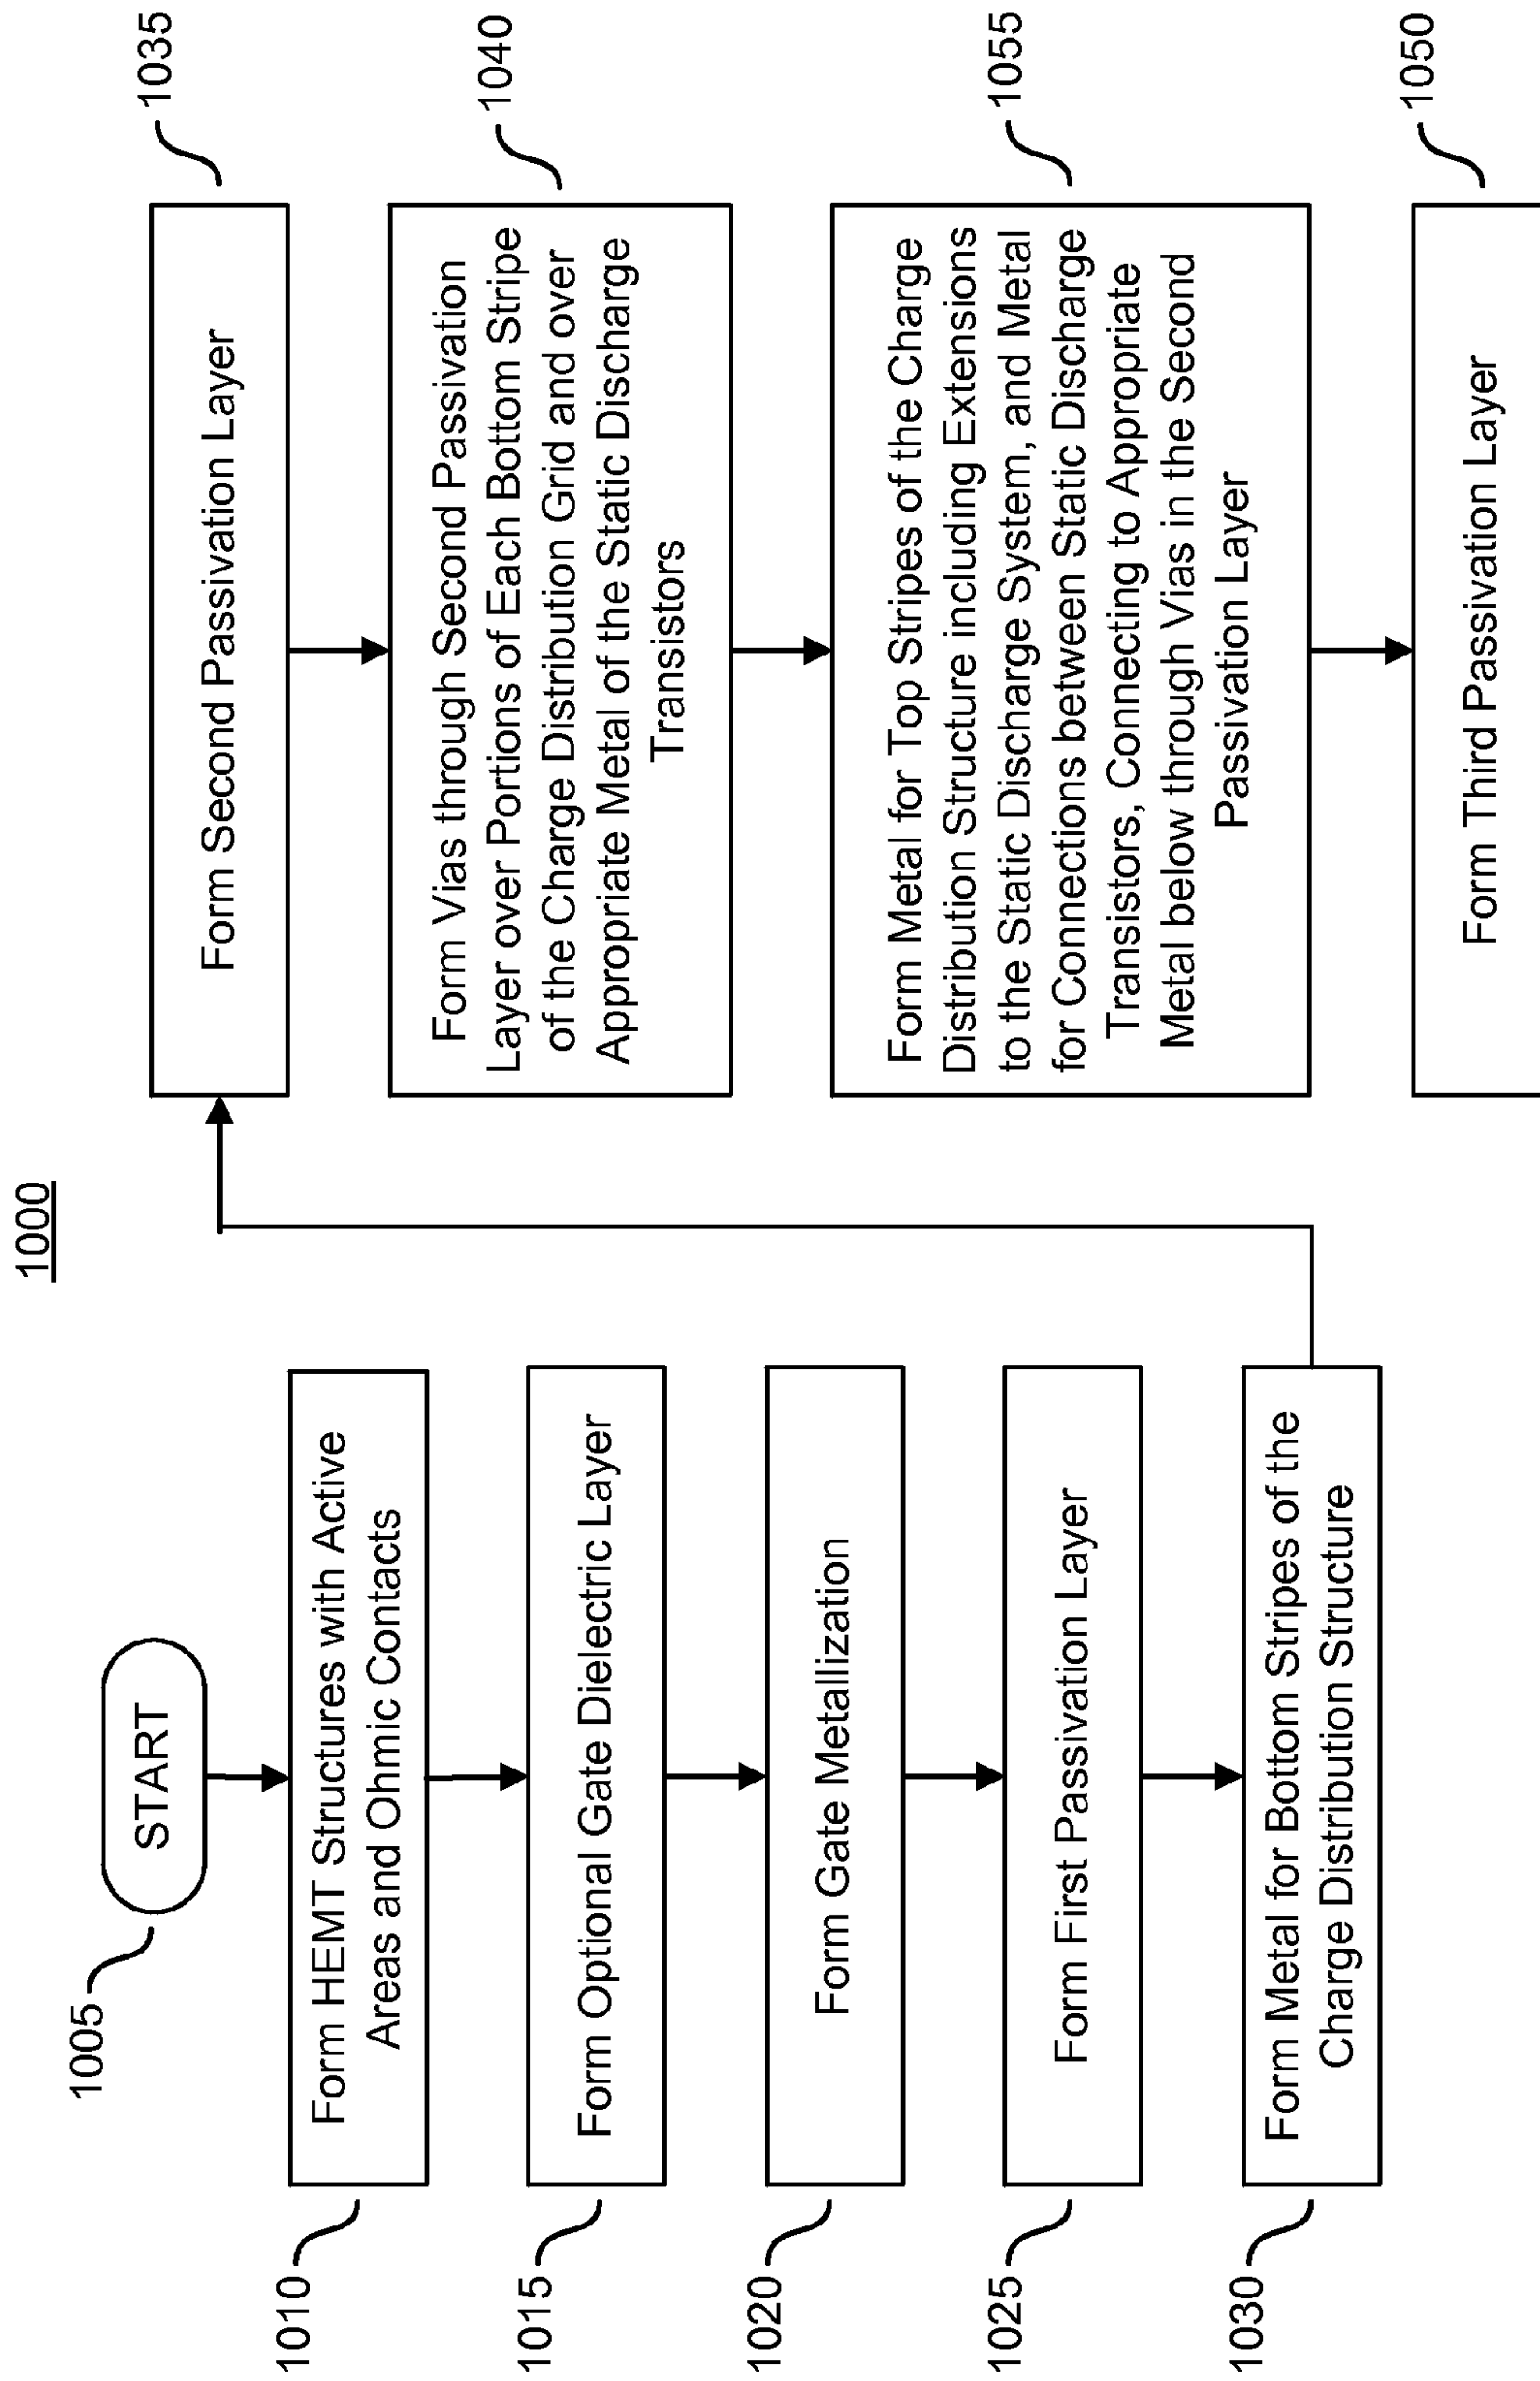 1000
1005
START
1010
Form HEMT Structures with Active
Areas and Ohmic Contacts
1015
Form Optional Gate Dielectric Layer
1020
Form Gate Metallization
1025
Form First Passivation Layer
1030
Form Metal for Bottom Stripes of the
Charge Distribution Structure
1035
Form Second Passivation Layer
1040
Form Vias through Second Passivation
Layer over Portions of Each Bottom Stripe
of the Charge Distribution Grid and over
Appropriate Metal of the Static Discharge
Transistors
1055
Form Metal for Top Stripes of the Charge
Distribution Structure including Extensions
to the Static Discharge System, and Metal
for Connections between Static Discharge
Transistors, Connecting to Appropriate
Metal below through Vias in the Second
Passivation Layer
1050
Form Third Passivation Layer